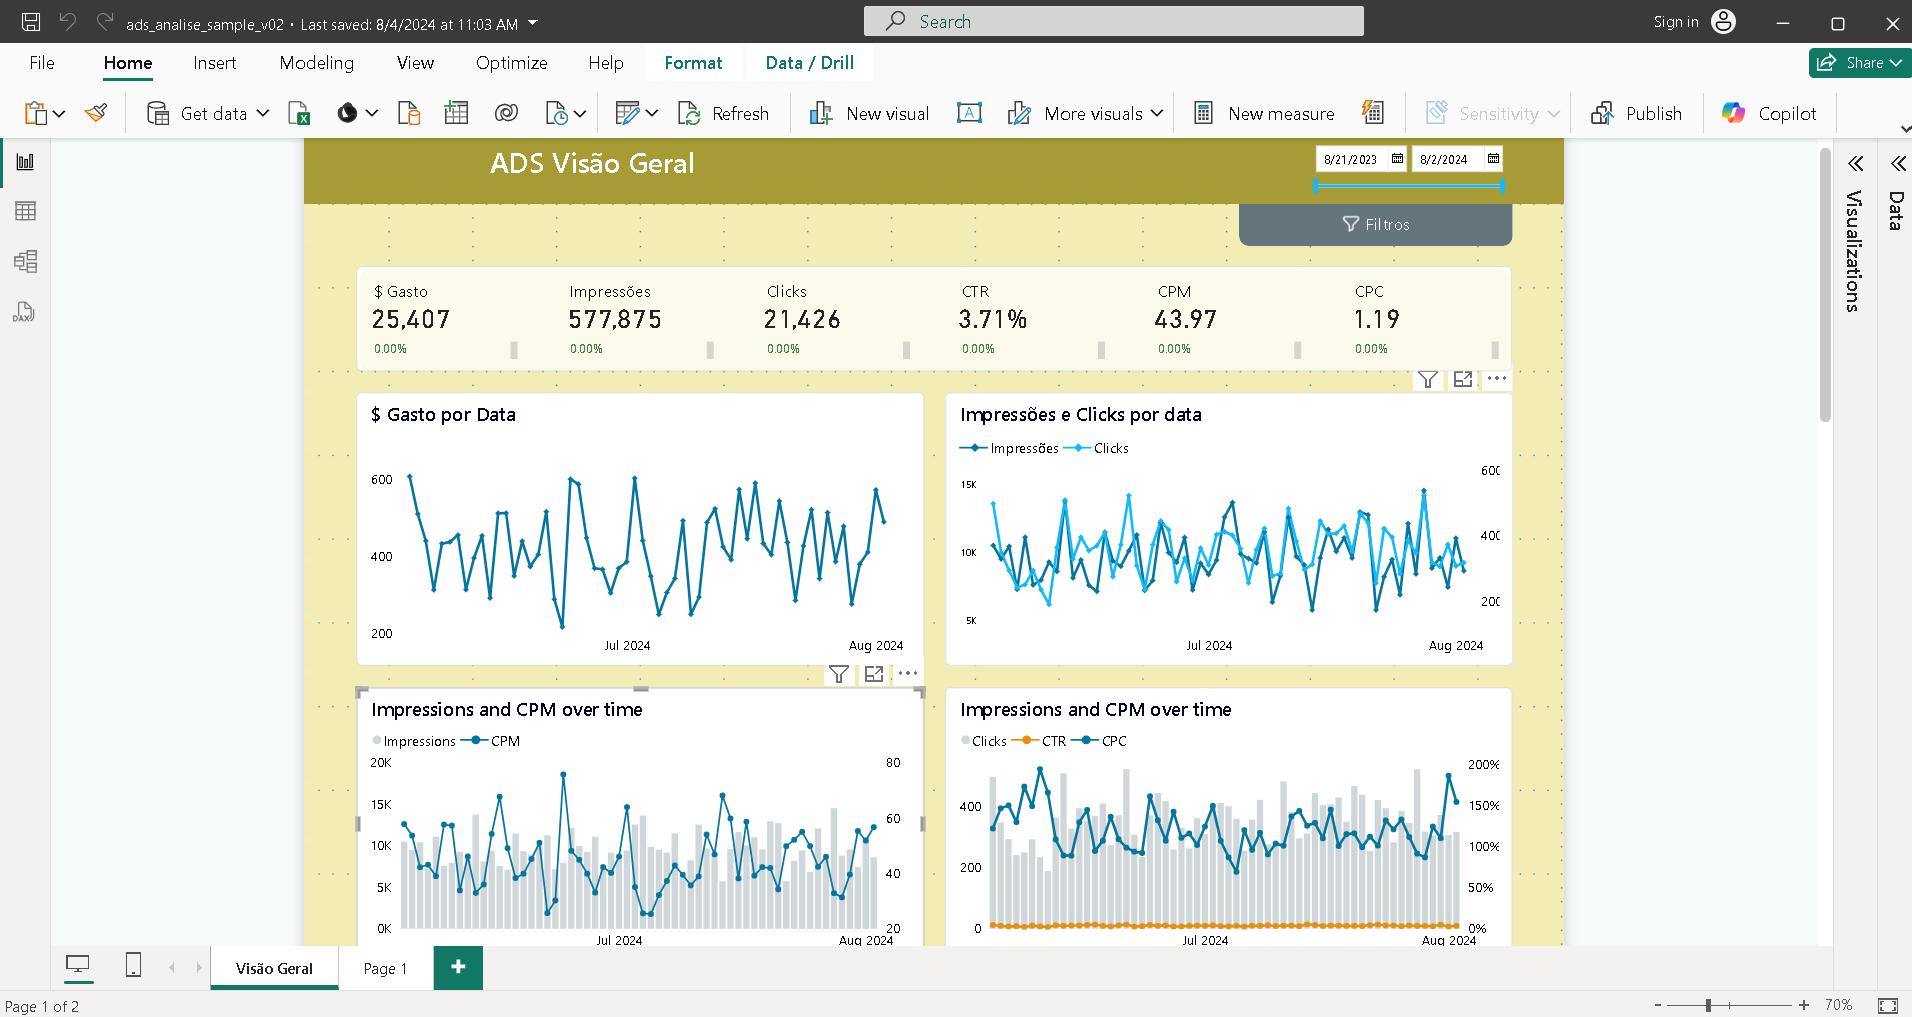 ads_analise_sample_v02 • Last saved: 8/4/2024 at 11:03 AM
Search
Sign in
File Home Insert Modeling View Optimize Help Format Data / Drill
Share
Get data Refresh New visual More visuals New measure Sensitivity Publish Copilot
ADS Visão Geral
8/21/2023 8/2/2024
Filtros
$ Gasto Impressões Clicks CTR CPM CPC
25,407 577,875 21,426 3.71% 43.97 1.19
0.00% 0.00% 0.00% 0.00% 0.00% 0.00%
$ Gasto por Data
600
400
200
Jul 2024 Aug 2024
Impressões e Clicks por data
Impressões Clicks
15K
10K
5K
600
400
200
Jul 2024 Aug 2024
Impressions and CPM over time
Impressions CPM
20K
15K
10K
5K
0K
80
60
40
20
Jul 2024 Aug 2024
Impressions and CPM over time
Clicks CTR CPC
400
200
0
200%
150%
100%
50%
0%
Jul 2024 Aug 2024
Visualizations
Data
DAX
Visão Geral Page 1 +
Page 1 of 2
- + 70%